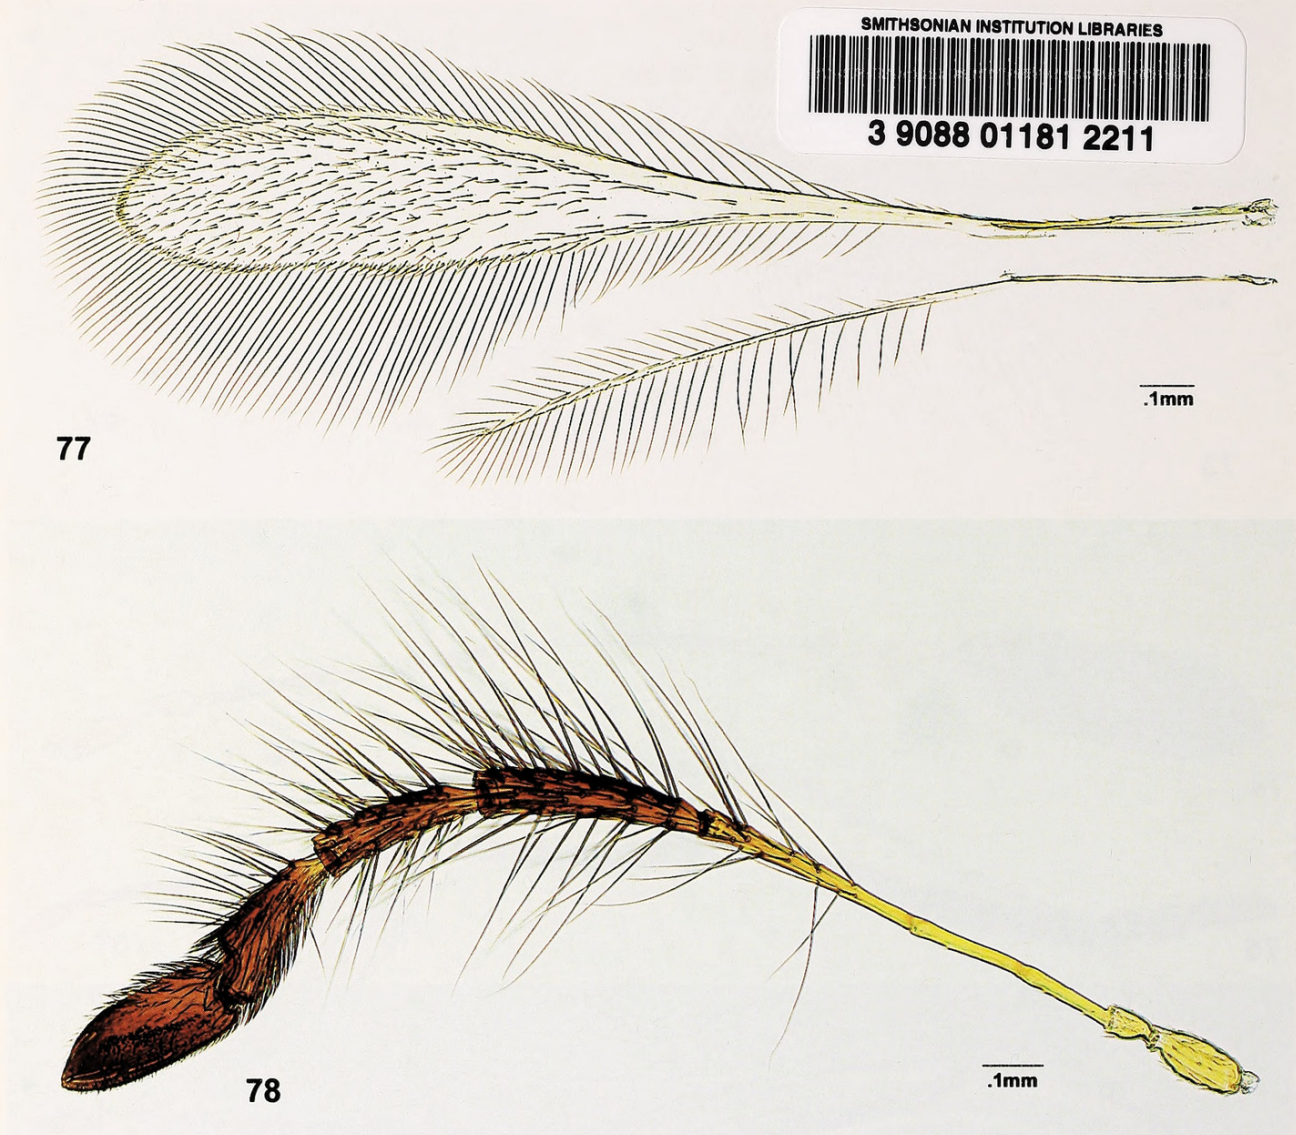 SMITHSONIAN INSTITUTION LIBRARIES
3 9088 01181 2211
.1mm
77
.1mm
78